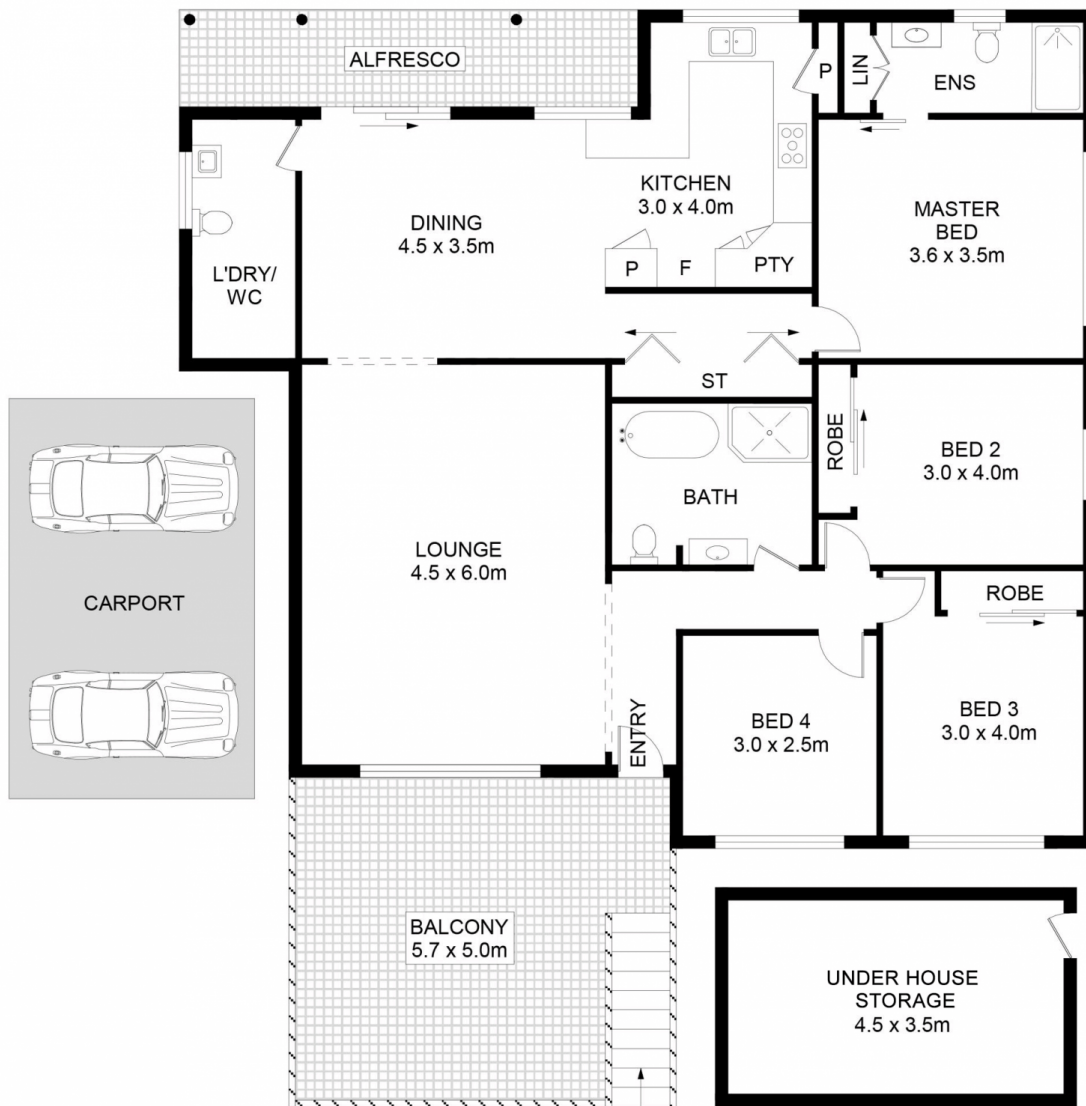 ALFRESCO
P
LIN
ENS
KITCHEN
3.0 x 4.0m
DINING
4.5 x 3.5m
MASTER
BED
3.6 x 3.5m
L'DRY/
WC
P
F
PTY
ST
ROBE
BED 2
3.0 x 4.0m
BATH
LOUNGE
4.5 x 6.0m
CARPORT
ROBE
ENTRY
BED 4
3.0 x 2.5m
BED 3
3.0 x 4.0m
BALCONY
5.7 x 5.0m
UNDER HOUSE
STORAGE
4.5 x 3.5m